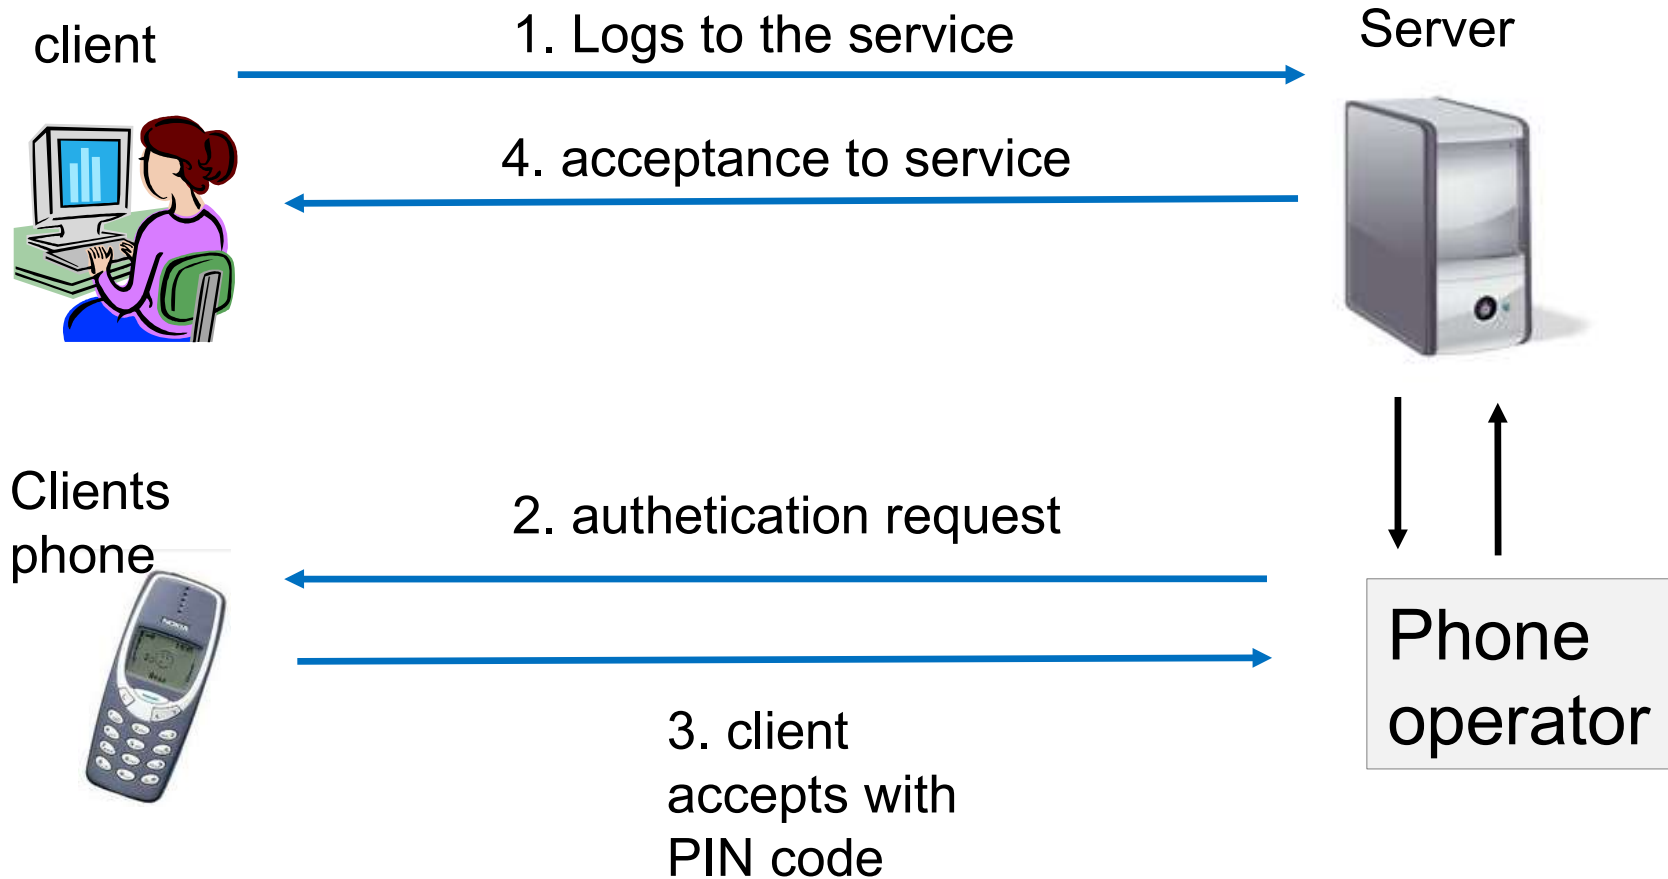 client
1. Logs to the service
Server
4. acceptance to service
Clients
phone
2. authetication request
NOKIA
3. client
accepts with
PIN code
Phone
operator